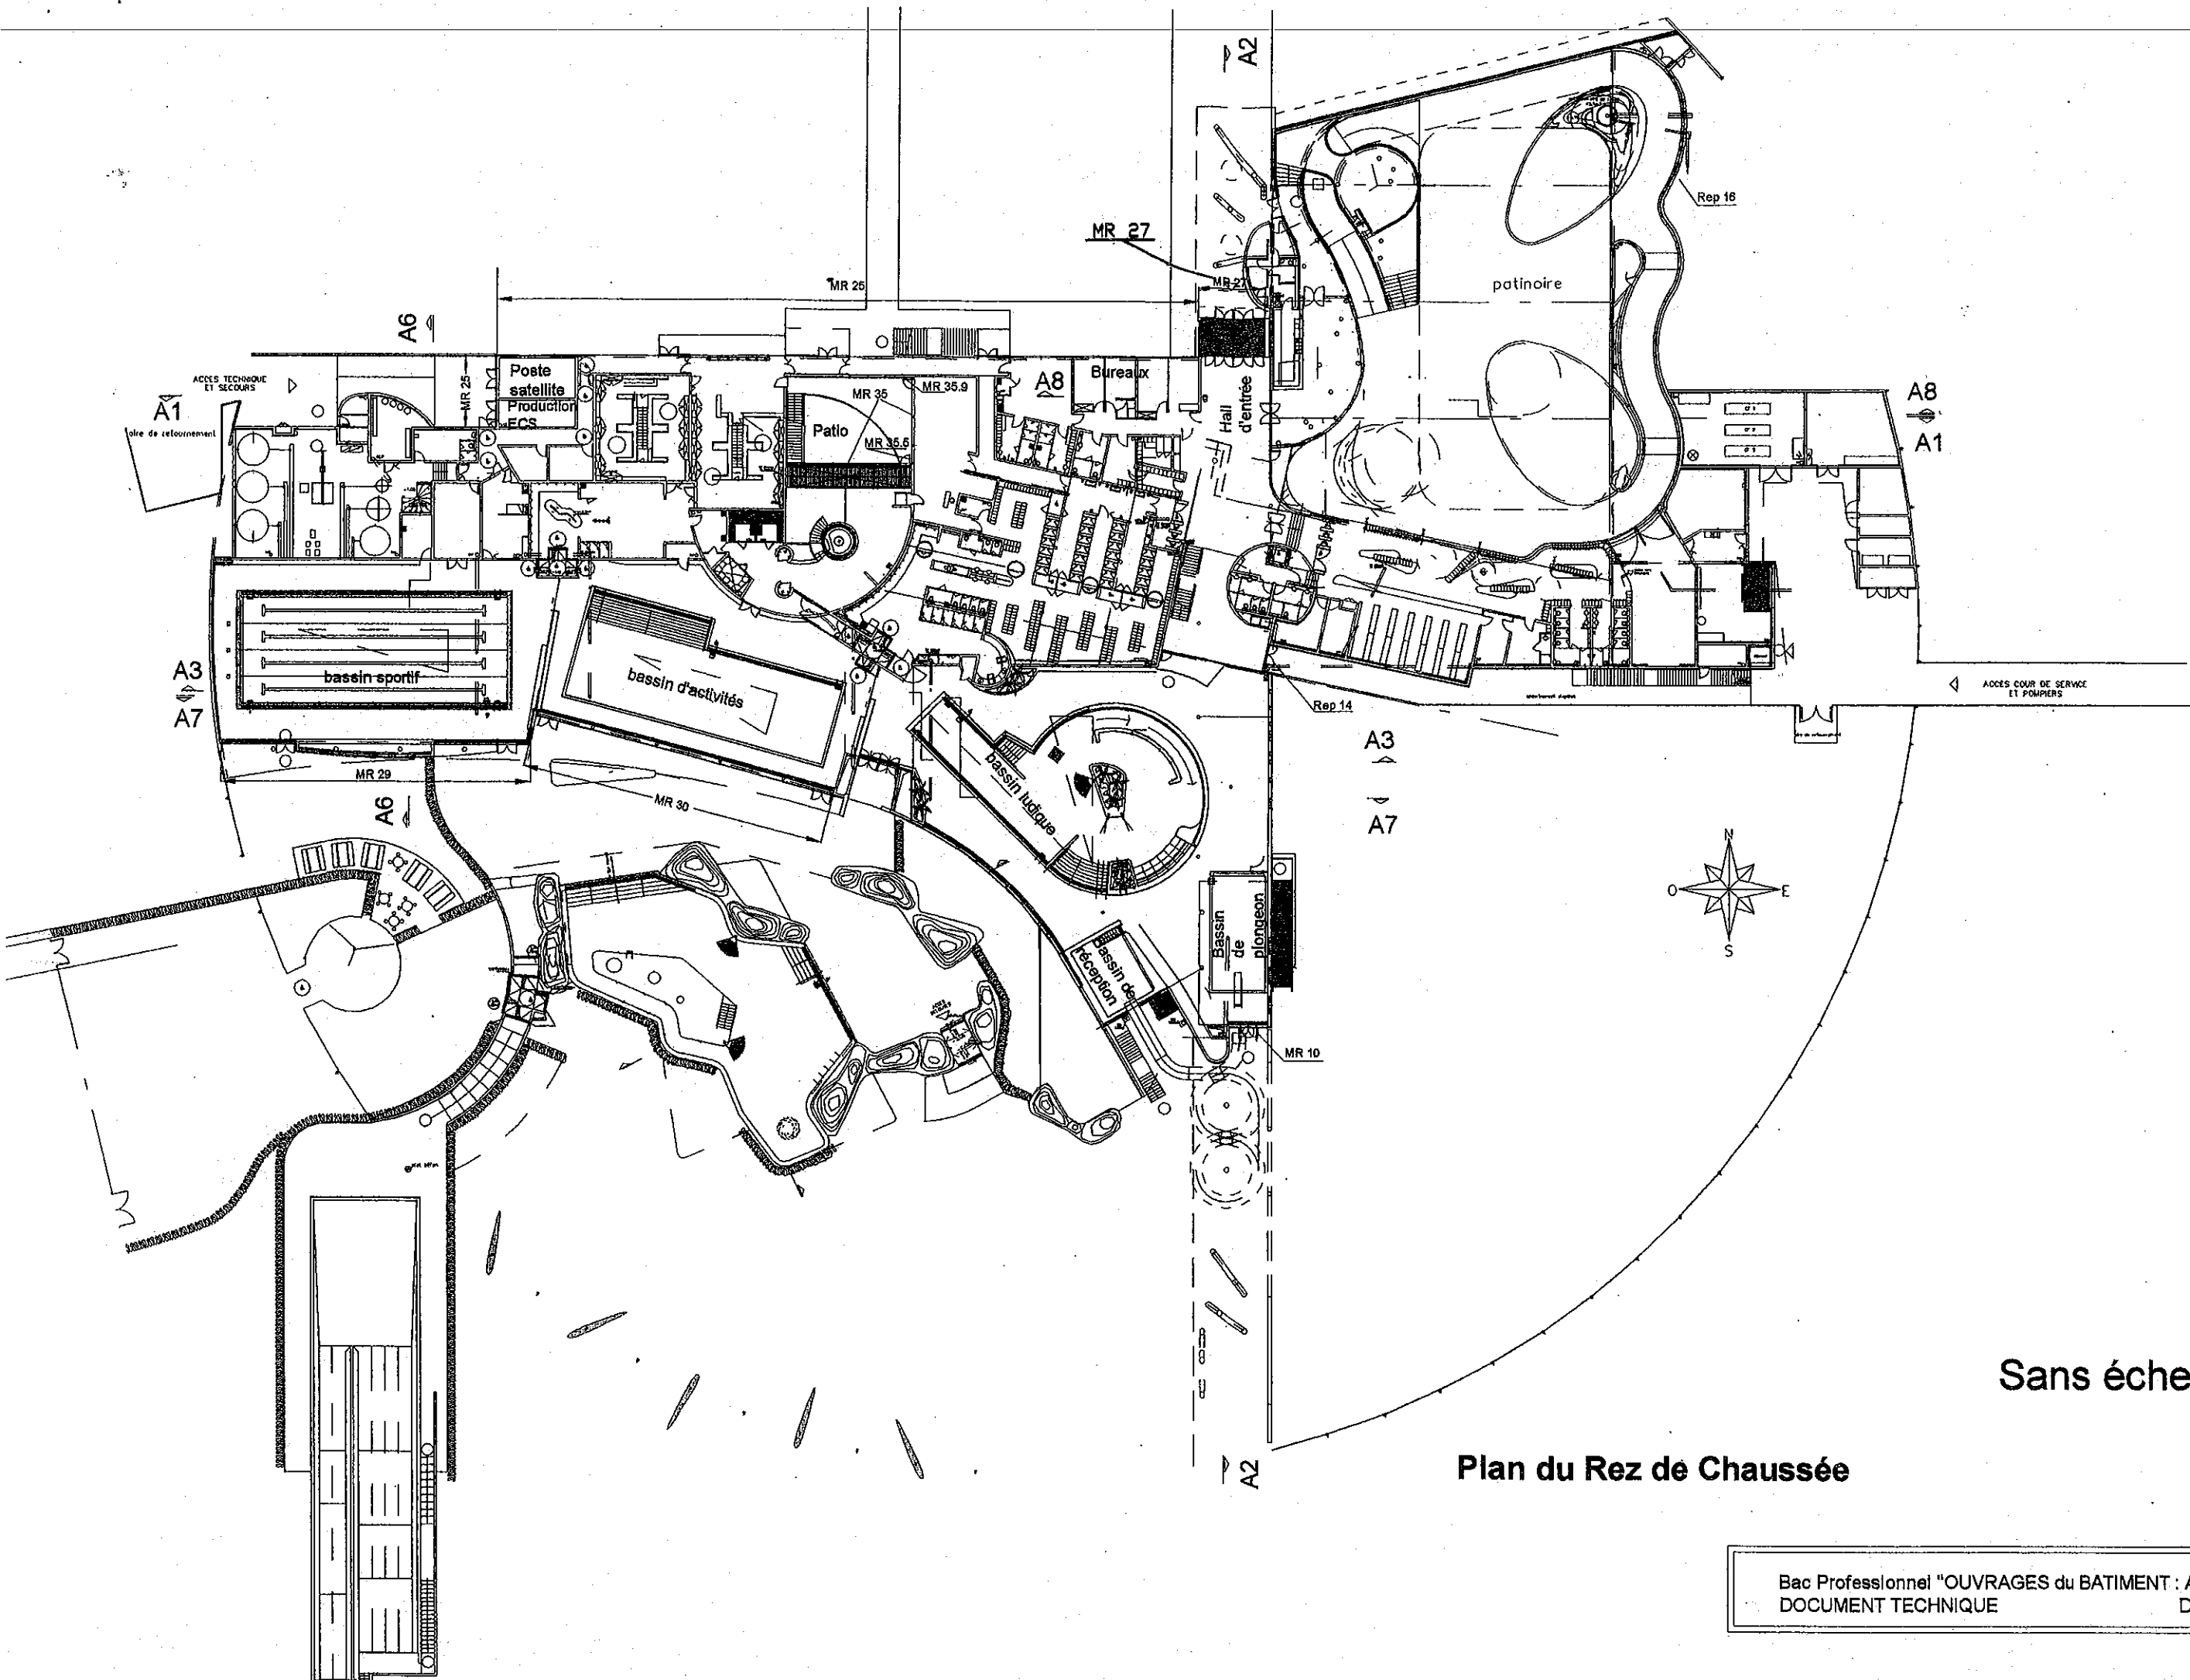 A2
Rep 16
MR 27
MR 27
patinoire
MR 25
A6
ACCES TECHNIQUE
ET SECOURS
A1
aire de retournement
MR 25
Poste
satellite
Production
ECS
MR 35.9
MR 35
Patio
MR 35.5
A8
Bureaux
Hall
d'entrée
A8
A1
A3
A7
bassin sportif
bassin d'activités
Rep 14
ACCES COUR DE SERVICE
ET POMPIERS
A3
A7
MR 29
MR 30
A6
bassin ludique
N
O
E
S
Bassin
de
plongeon
Bassin de
réception
MR 10
A2
Sans éche
Plan du Rez de Chaussée
Bac Professionnel "OUVRAGES du BATIMENT : A
DOCUMENT TECHNIQUE D